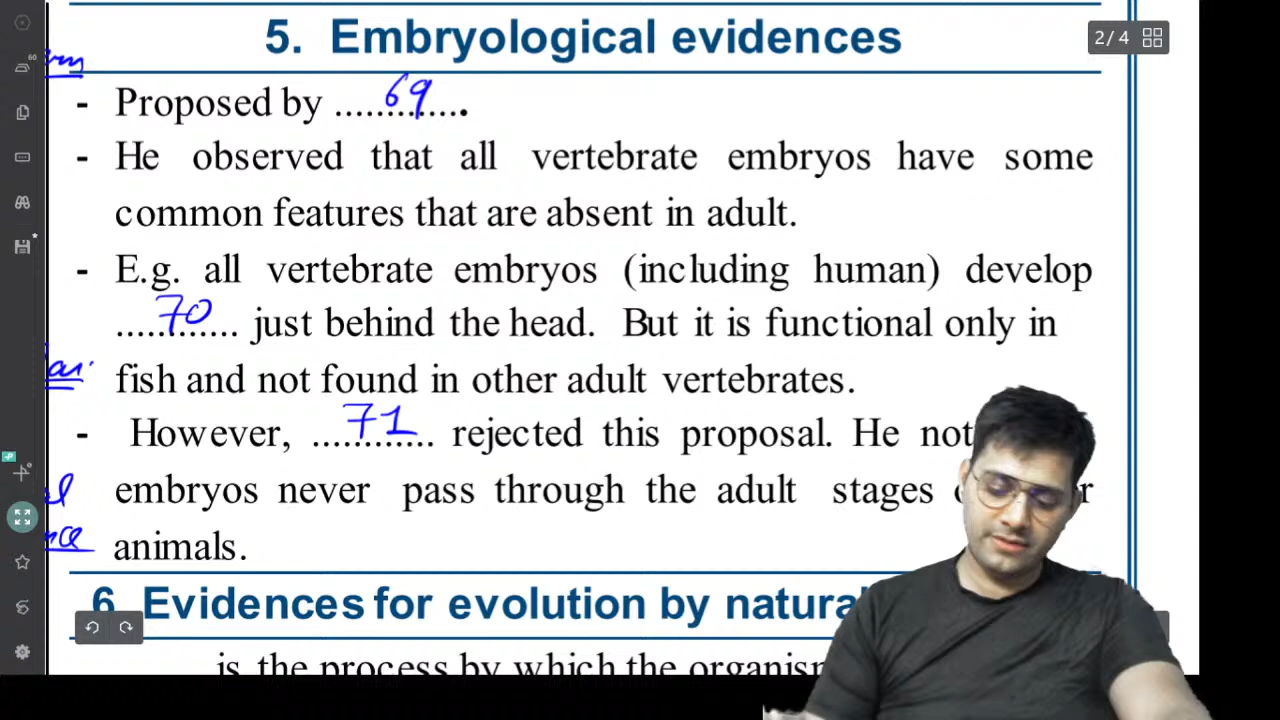 5. Embryological evidences
2/4
60
- Proposed by ............. 69
- He observed that all vertebrate embryos have some
common features that are absent in adult.
- E.g. all vertebrate embryos (including human) develop
............ 70 just behind the head. But it is functional only in
fish and not found in other adult vertebrates.
- However, ............ 71 rejected this proposal. He not
embryos never pass through the adult stages
animals.
6 Evidences for evolution by natural
is the process by which the organism